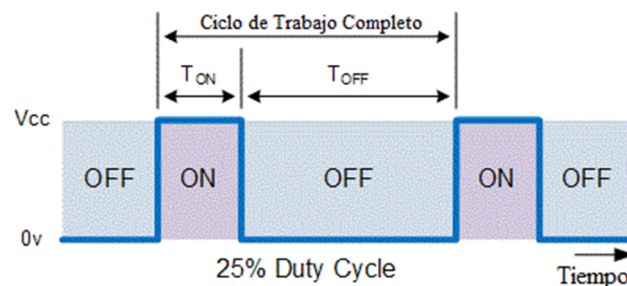 Ciclo de Trabajo Completo
TON TOFF
Vcc
OFF ON OFF ON OFF
0v
25% Duty Cycle
Tiempo